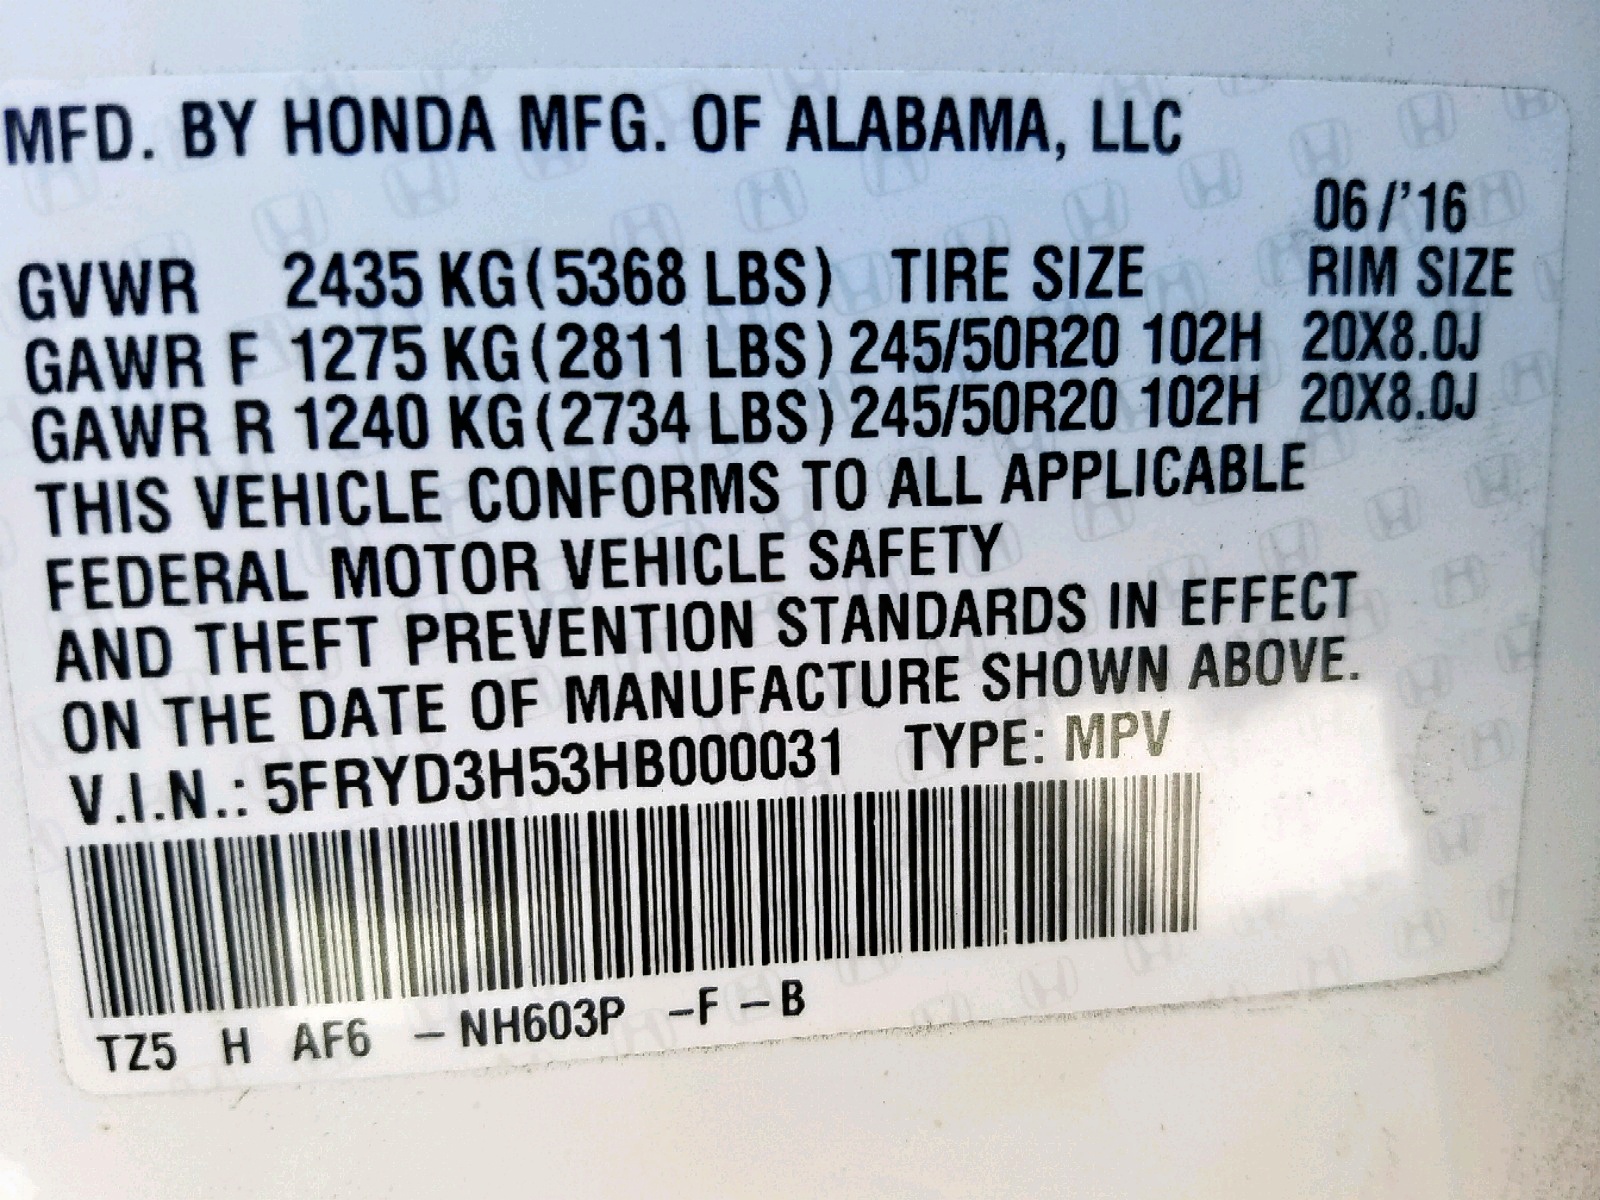 MFD. BY HONDA MFG. OF ALABAMA, LLC
06/'16
GVWR 2435 KG(5368 LBS) TIRE SIZE RIM SIZE
GAWR F 1275 KG(2811 LBS) 245/50R20 102H 20X8.0J
GAWR R 1240 KG(2734 LBS) 245/50R20 102H 20X8.0J
THIS VEHICLE CONFORMS TO ALL APPLICABLE
FEDERAL MOTOR VEHICLE SAFETY
AND THEFT PREVENTION STANDARDS IN EFFECT
ON THE DATE OF MANUFACTURE SHOWN ABOVE.
V.I.N.: 5FRYD3H53HB000031 TYPE: MPV
TZ5 H AF6 -NH603P -F -B